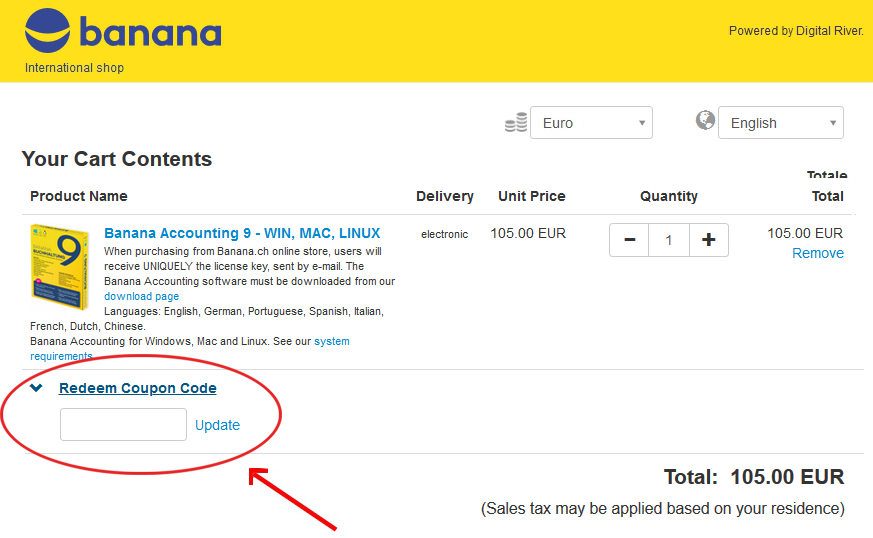 banana
Powered by Digital River.
International shop
Euro
English
Your Cart Contents
Totale
Product Name Delivery Unit Price Quantity Total
Banana Accounting 9 - WIN, MAC, LINUX electronic 105.00 EUR 1 105.00 EUR
When purchasing from Banana.ch online store, users will Remove
receive UNIQUELY the license key, sent by e-mail. The
Banana Accounting software must be downloaded from our
download page
Languages: English, German, Portuguese, Spanish, Italian,
French, Dutch, Chinese.
Banana Accounting for Windows, Mac and Linux. See our system
requirements
Redeem Coupon Code
Update
Total: 105.00 EUR
(Sales tax may be applied based on your residence)